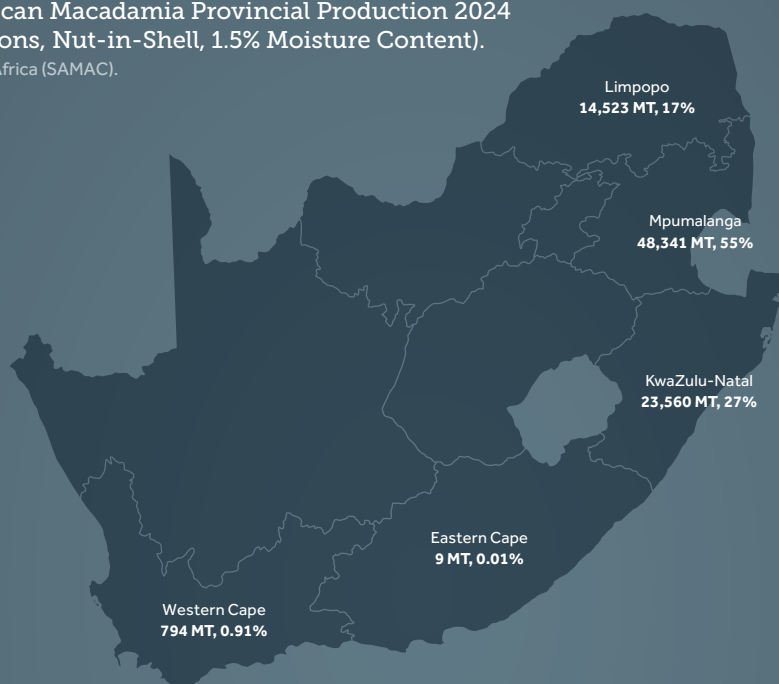 can Macadamia Provincial Production 2024
ons, Nut-in-Shell, 1.5% Moisture Content).
frica (SAMAC).
Limpopo
14,523 MT, 17%
Mpumalanga
48,341 MT, 55%
KwaZulu-Natal
23,560 MT, 27%
Eastern Cape
9 MT, 0.01%
Western Cape
794 MT, 0.91%